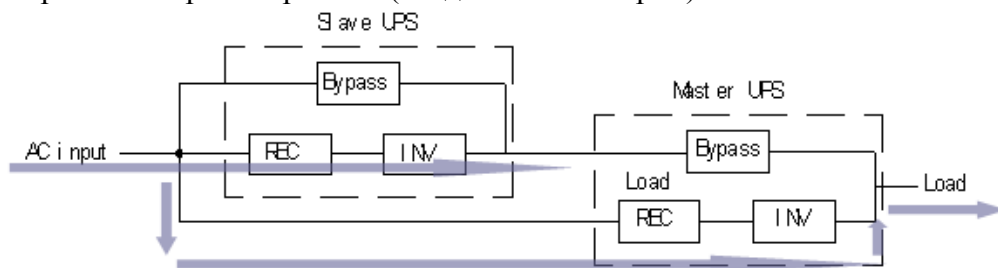 Slave UPS
Bypass
Master UPS
AC input
REC
INV
Bypass
Load
Load
REC
INV